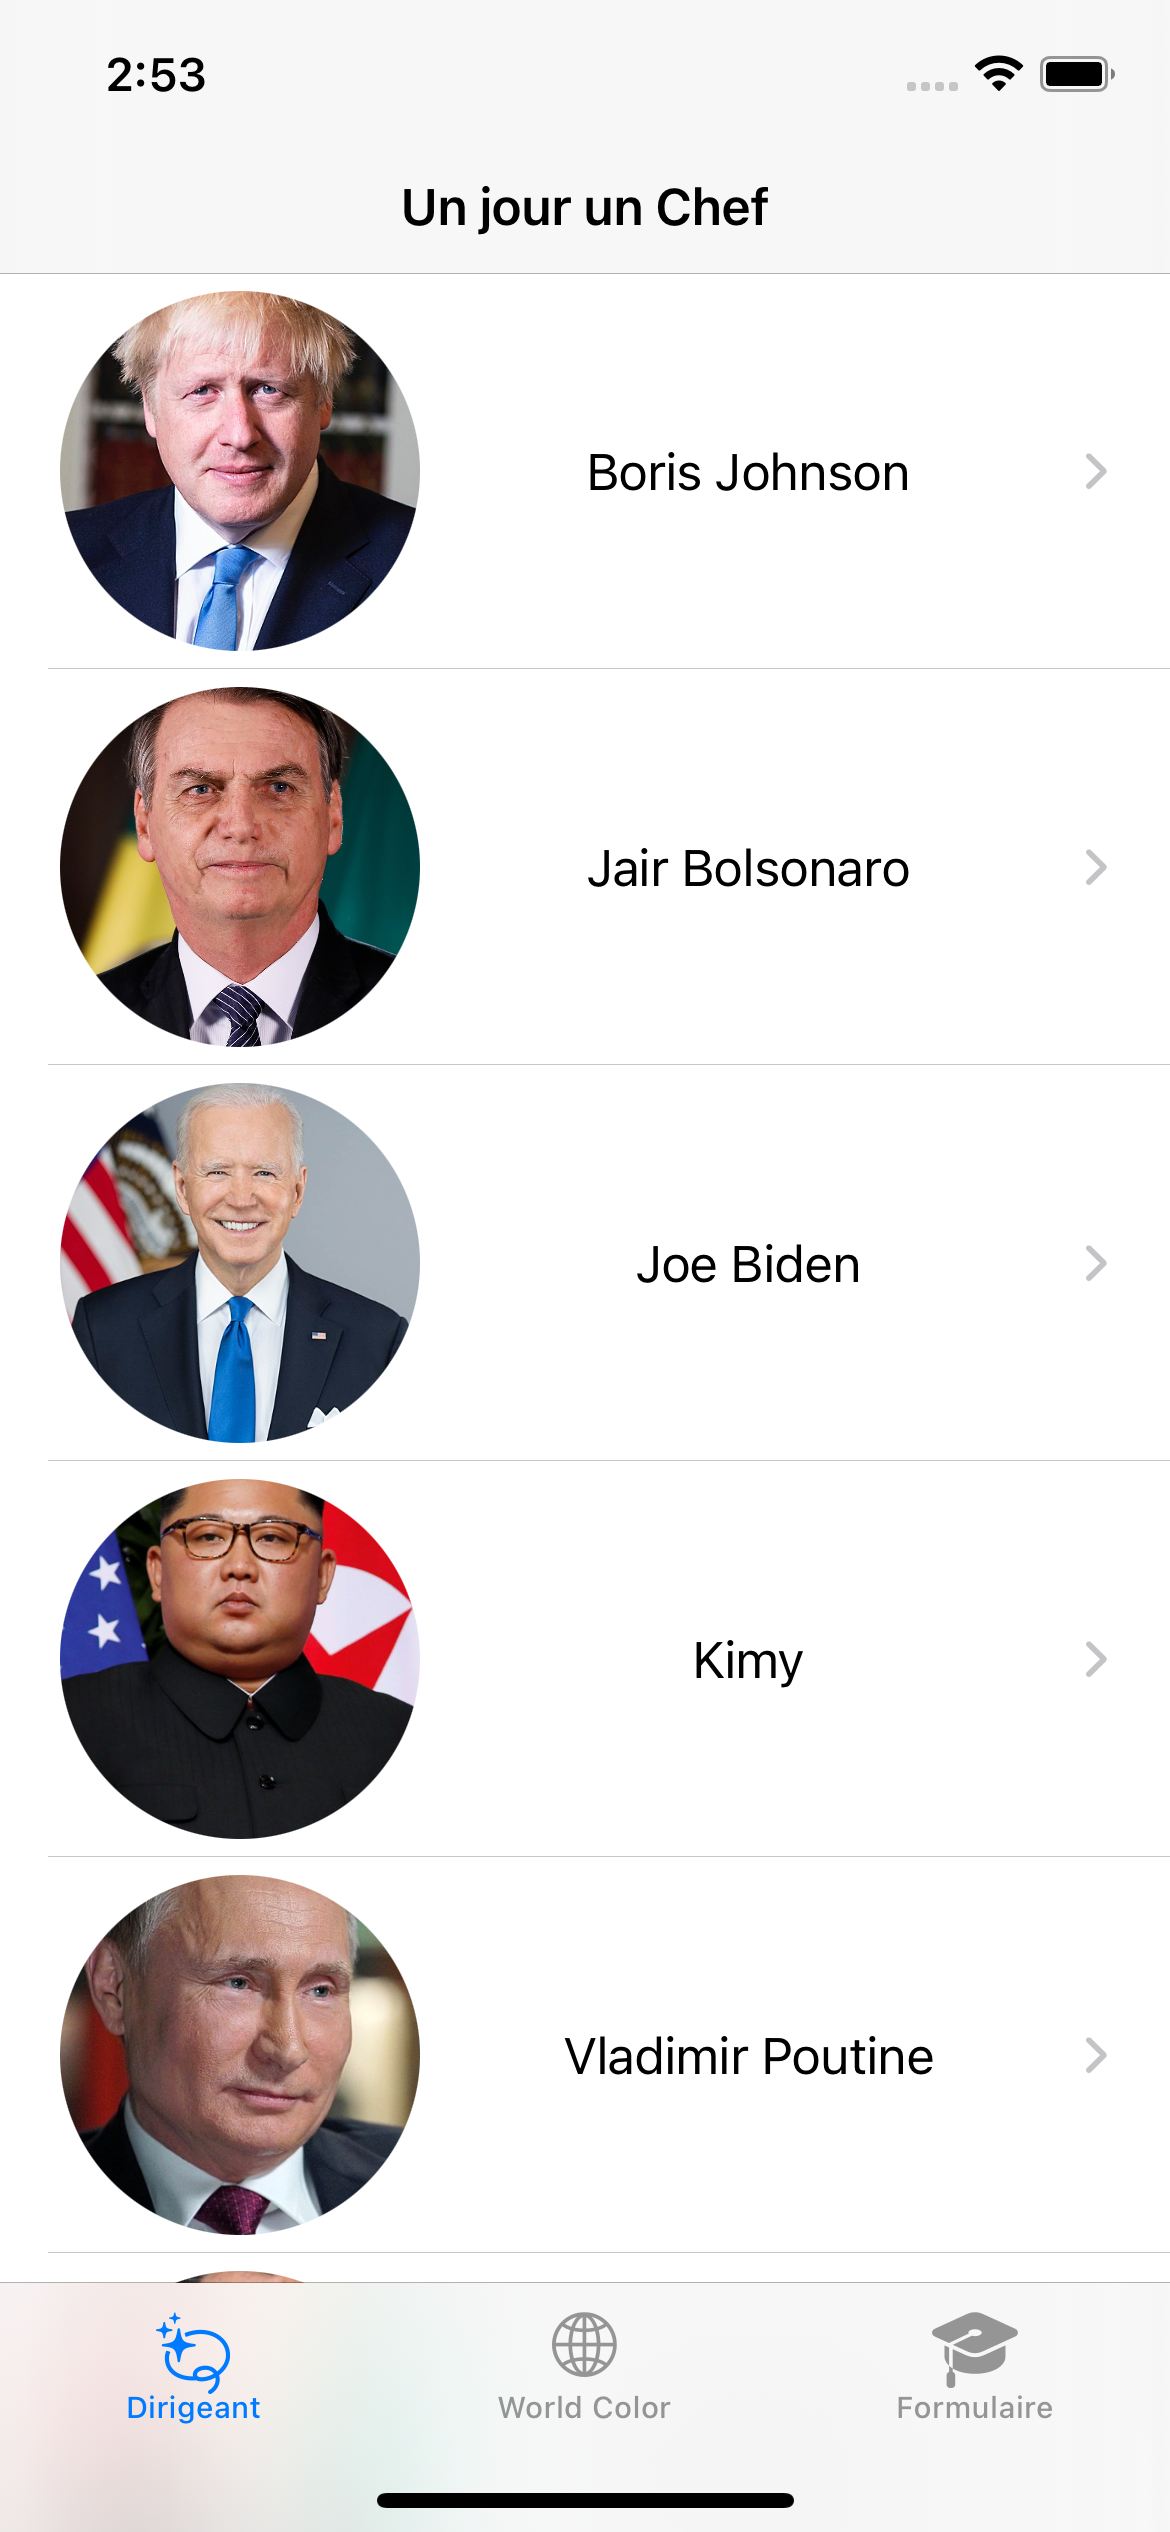 2:53
Un jour un Chef
Boris Johnson
Jair Bolsonaro
Joe Biden
Kimy
Vladimir Poutine
Dirigeant
World Color
Formulaire